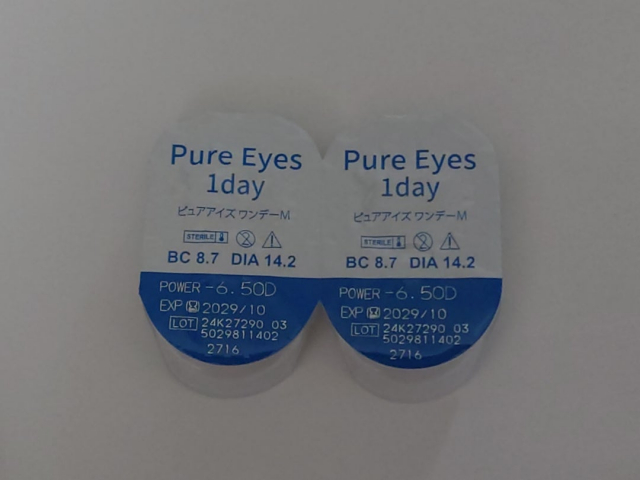 Pure Eyes
1day
ピュアアイズ ワンデーM
STERILE
BC 8.7 DIA 14.2
POWER -6.50D
EXP 2029/10
LOT 24K27290 03
5029811402
2716
Pure Eyes
1day
ピュアアイズ ワンデーM
STERILE
BC 8.7 DIA 14.2
POWER -6.50D
EXP 2029/10
LOT 24K27290 03
5029811402
2716